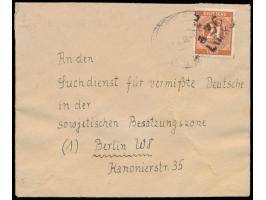 An den
Suchdienst für vermißte Deutsche
in der
sowjetischen Besatzungszone
(1) Berlin W8
Kanonierstr. 35